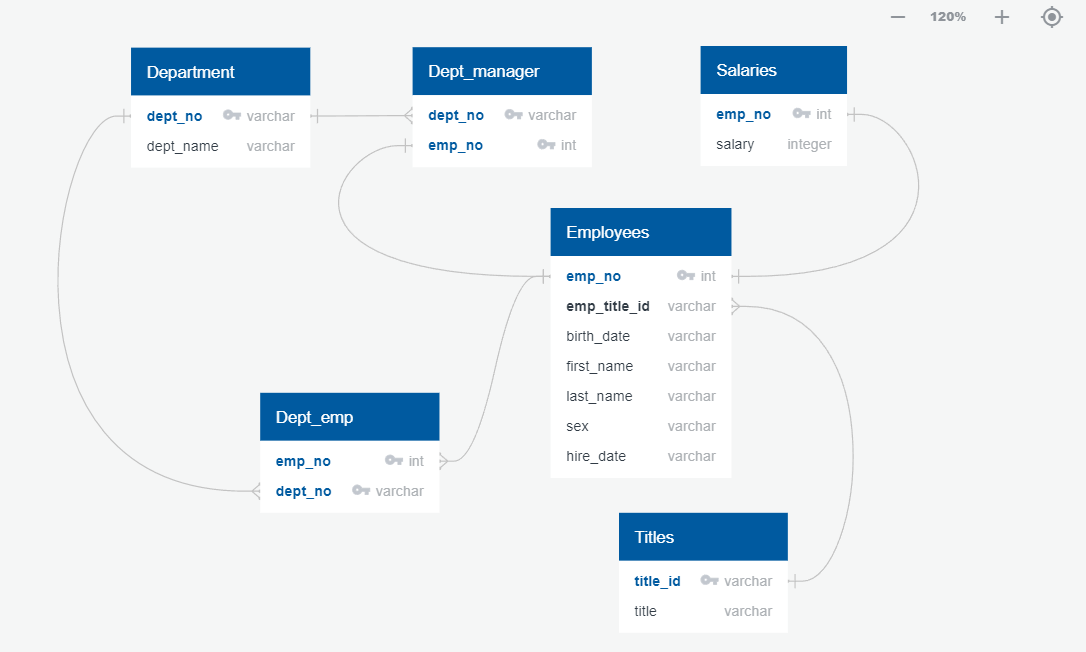 120%
Department
dept_no varchar
dept_name varchar
Dept_manager
dept_no varchar
emp_no int
Salaries
emp_no int
salary integer
Employees
emp_no int
emp_title_id varchar
birth_date varchar
first_name varchar
last_name varchar
sex varchar
hire_date varchar
Dept_emp
emp_no int
dept_no varchar
Titles
title_id varchar
title varchar